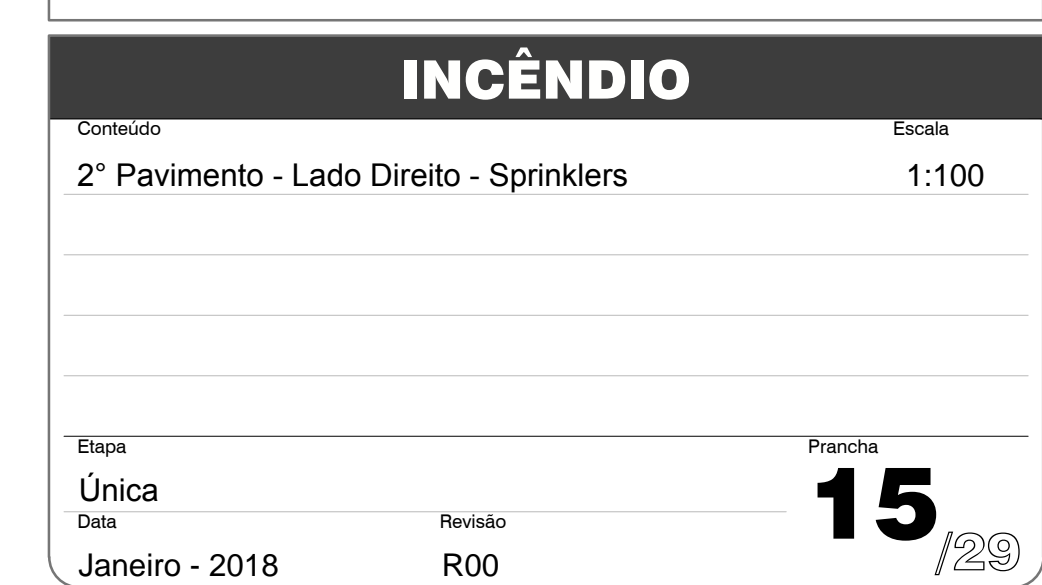 INCÊNDIO
Conteúdo Escala
2° Pavimento - Lado Direito - Sprinklers 1:100
Etapa Prancha
Única 15/29
Data Revisão
Janeiro - 2018 R00